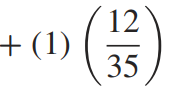 + (1) (12/35)